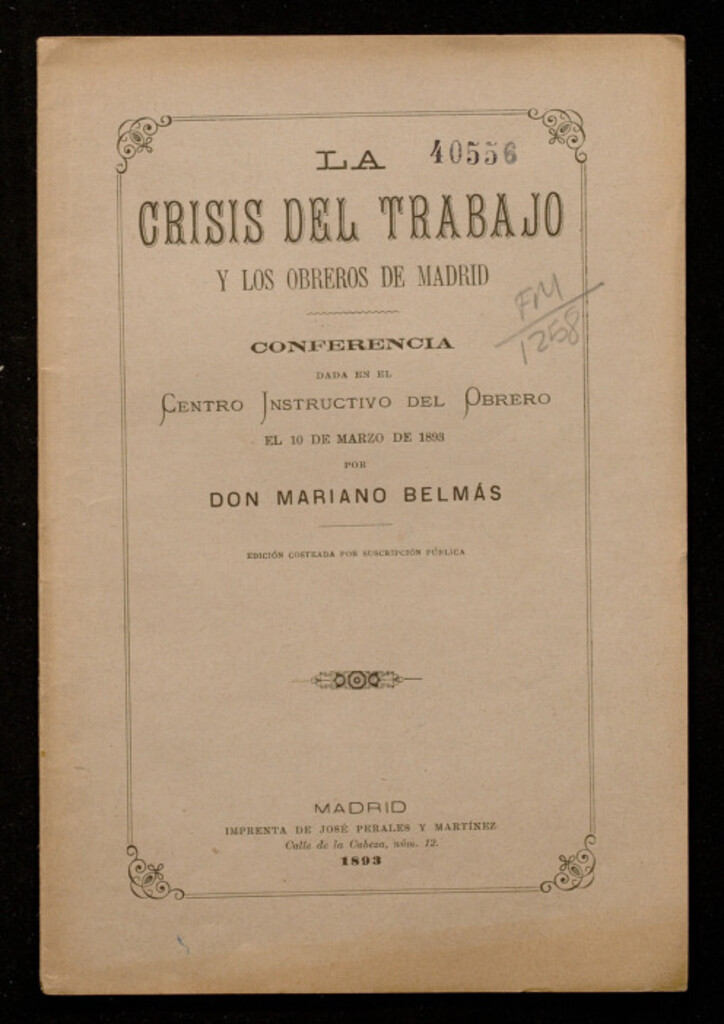 LA
40556
CRISIS DEL TRABAJO
Y LOS OBREROS DE MADRID
FM
1258
CONFERENCIA
DADA EN EL
CENTRO INSTRUCTIVO DEL OBRERO
EL 10 DE MARZO DE 1893
POR
DON MARIANO BELMÁS
EDICIÓN COSTEADA POR SUSCRIPCIÓN PÚBLICA
MADRID
IMPRENTA DE JOSÉ PERALES Y MARTÍNEZ
Calle de la Cabeza, núm. 12.
1893